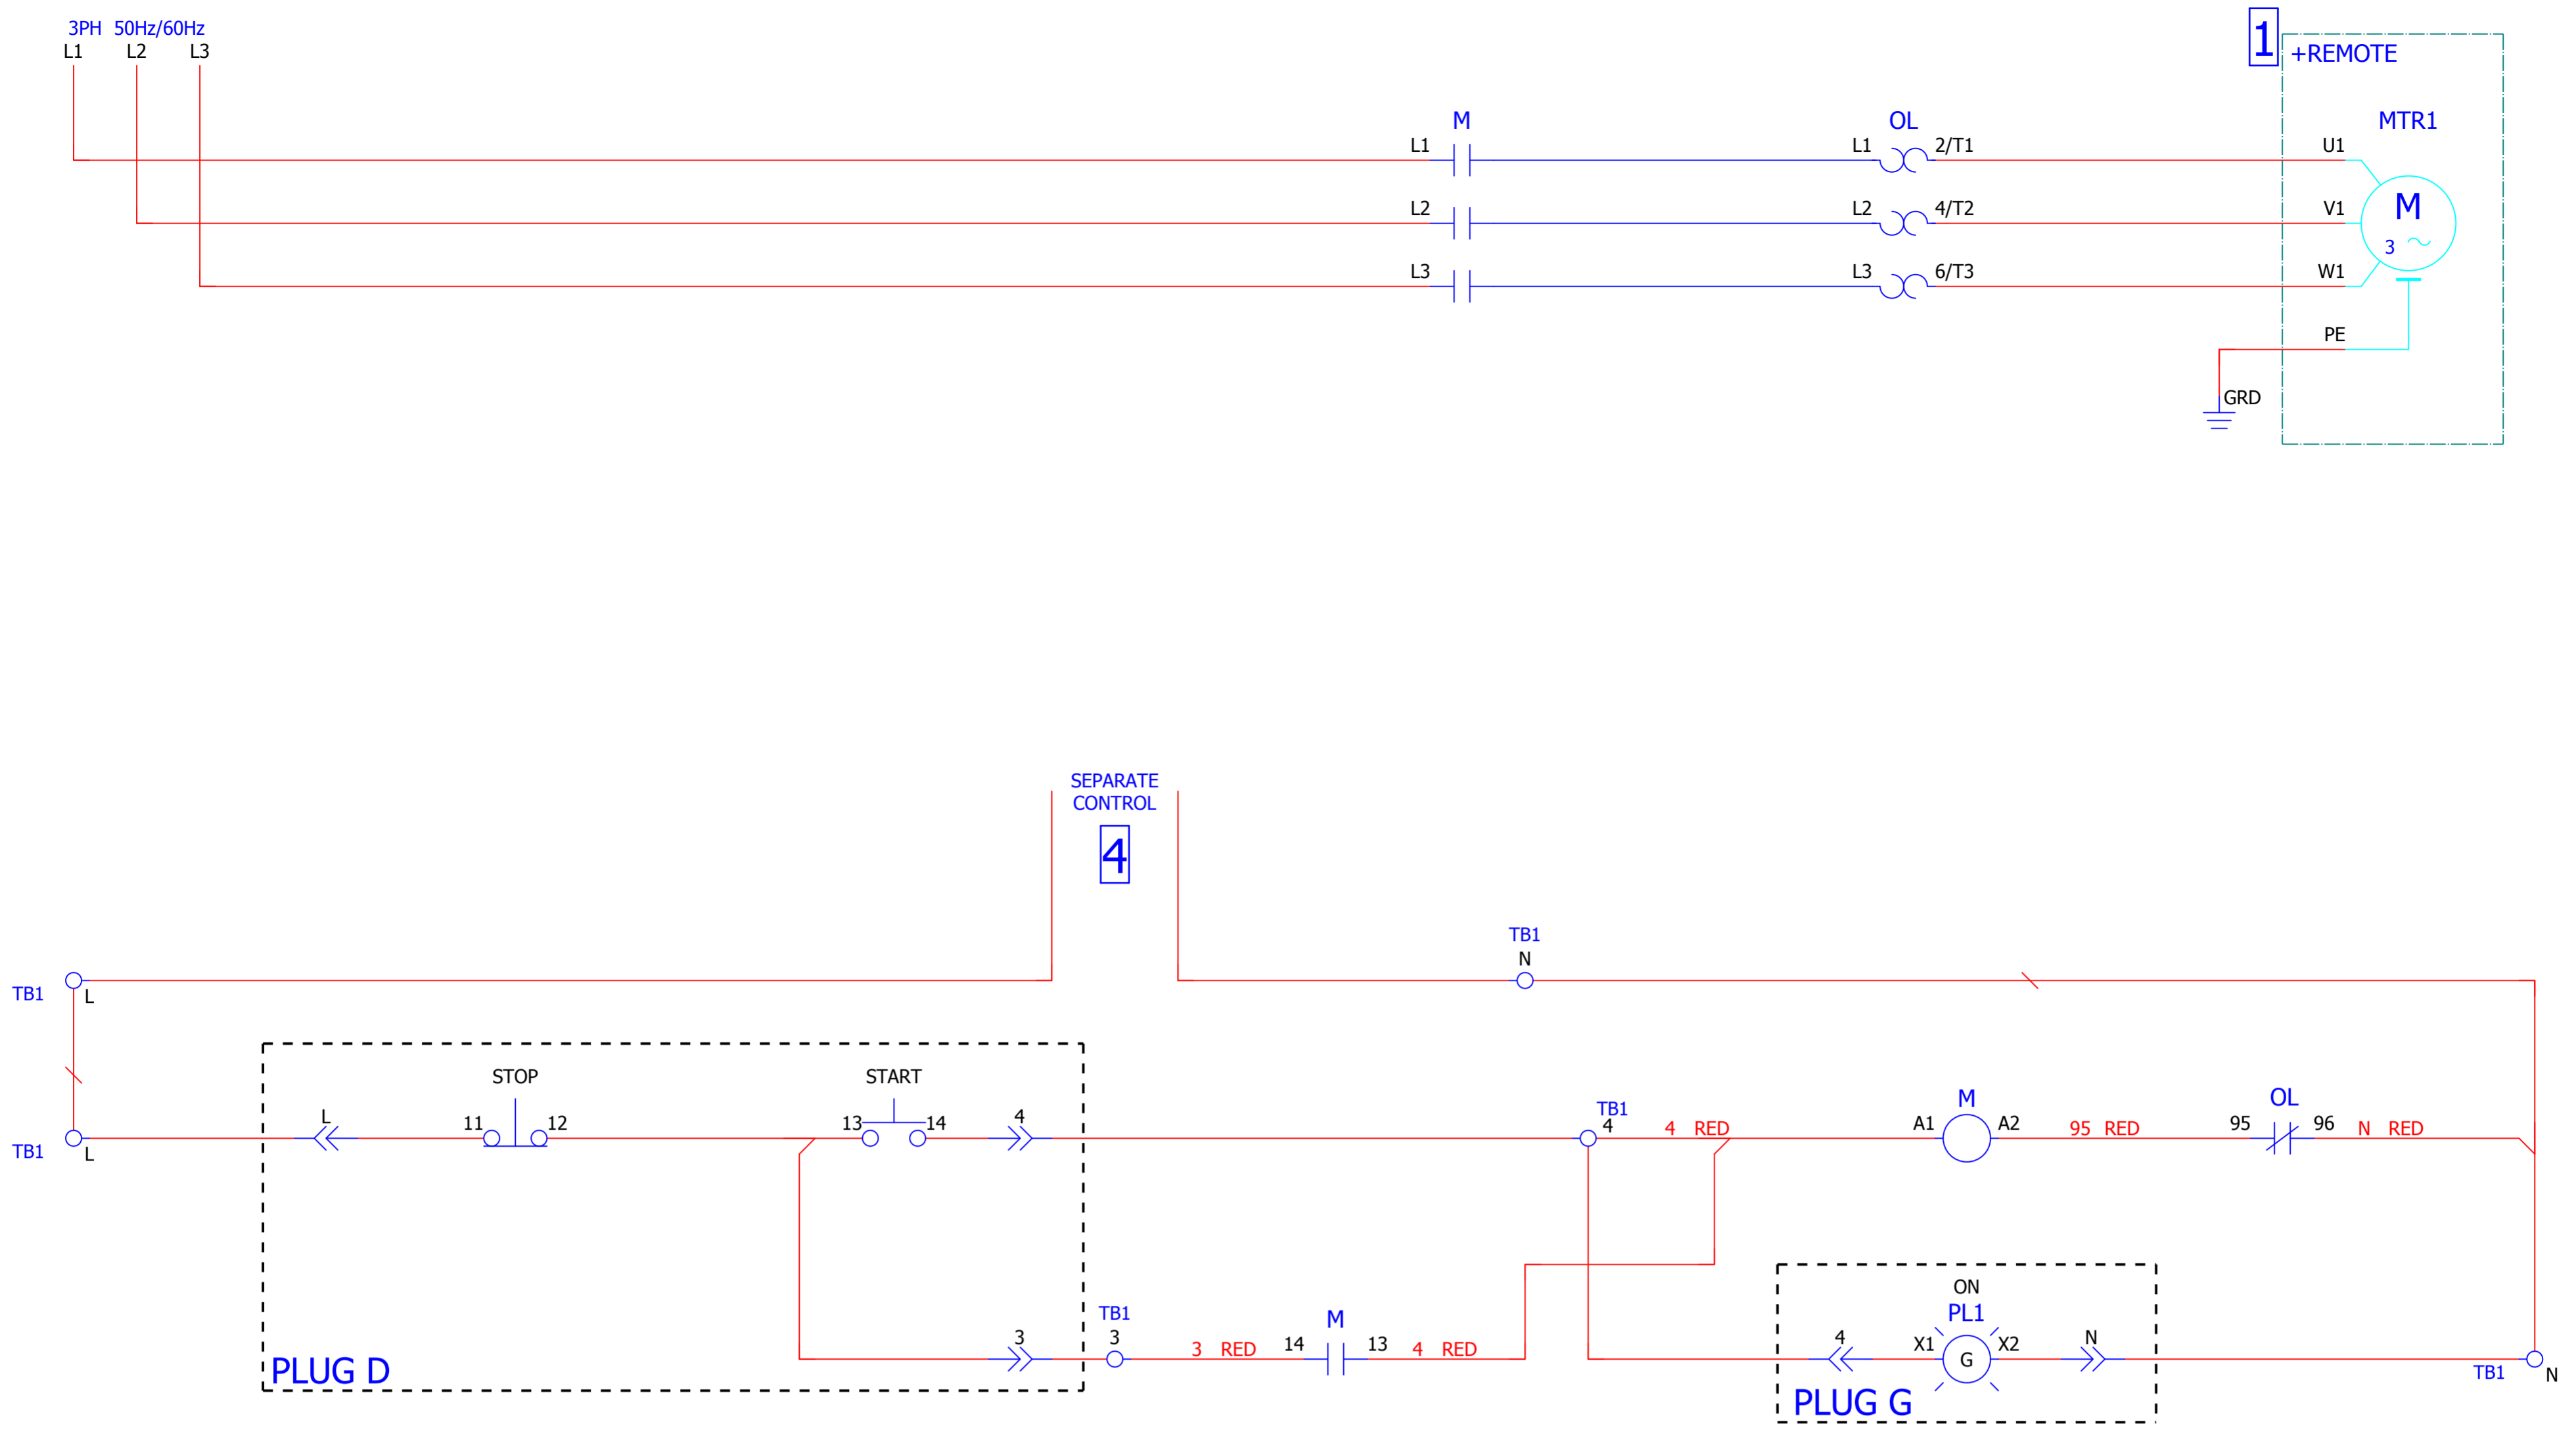 3PH 50Hz/60Hz
L1 L2 L3
1
+REMOTE
M OL MTR1
L1 L1 2/T1 U1
L2 L2 4/T2 V1
M
3
L3 L3 6/T3 W1
PE
GRD
SEPARATE
CONTROL
4
TB1
N
TB1 L
STOP START
L 11 12 13 14 4
TB1 L
TB1
4
4 RED
M
A1 A2
95 RED
OL
95 96
N RED
3
TB1
3
3 RED
M
14 13
4 RED
PLUG D
ON
PL1
4 X1 G X2 N
PLUG G
TB1 N